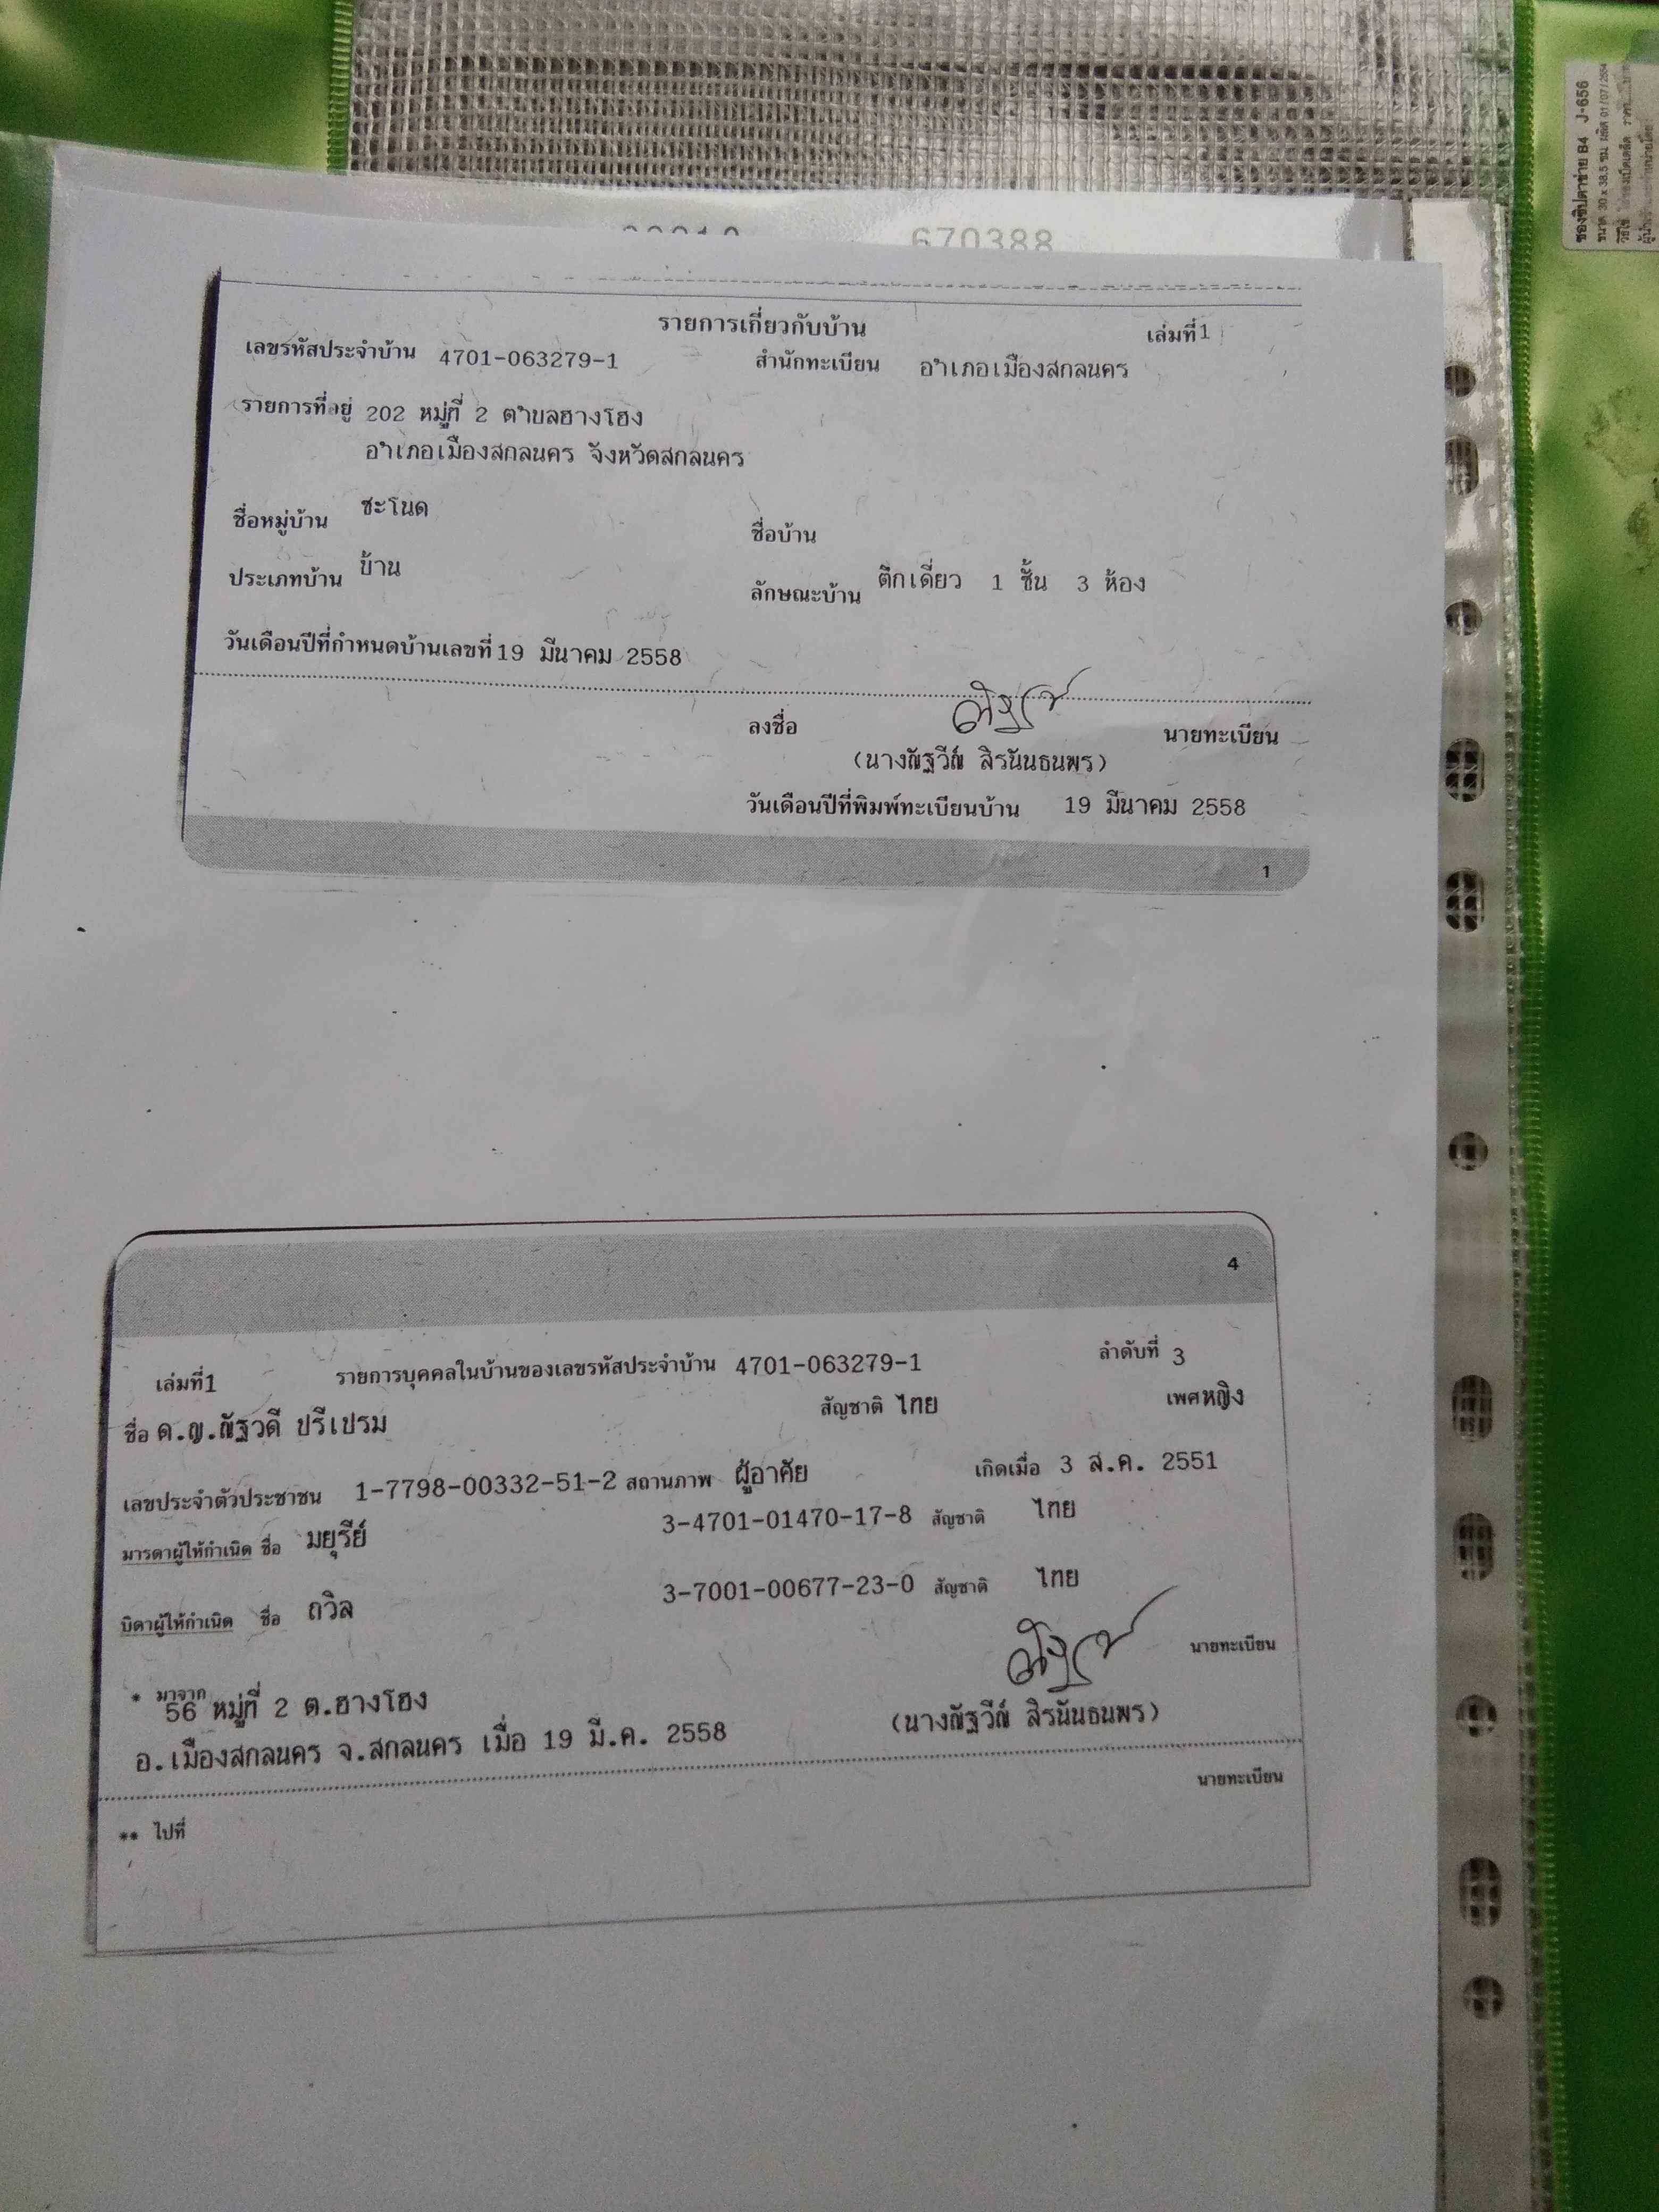 670388
รายการเกี่ยวกับบ้าน เล่มที่ 1
เลขรหัสประจำบ้าน 4701-063279-1 สำนักทะเบียน อำเภอเมืองสกลนคร
รายการที่อยู่ 202 หมู่ที่ 2 ตำบลฮางโฮง
อำเภอเมืองสกลนคร จังหวัดสกลนคร
ชื่อหมู่บ้าน ชะโนด ชื่อบ้าน
ประเภทบ้าน บ้าน ลักษณะบ้าน ตึกเดี่ยว 1 ชั้น 3 ห้อง
วันเดือนปีที่กำหนดบ้านเลขที่ 19 มีนาคม 2558
ลงชื่อ นายทะเบียน
(นางณัฐวีณ์ สิรนันธนพร)
วันเดือนปีที่พิมพ์ทะเบียนบ้าน 19 มีนาคม 2558
1
4
เล่มที่1 รายการบุคคลในบ้านของเลขรหัสประจำบ้าน 4701-063279-1 ลำดับที่ 3
ชื่อ ด.ญ.ณัฐวดี ปรีเปรม สัญชาติ ไทย เพศ หญิง
เลขประจำตัวประชาชน 1-7798-00332-51-2 สถานภาพ ผู้อาศัย เกิดเมื่อ 3 ส.ค. 2551
มารดาผู้ให้กำเนิด ชื่อ มยุรีย์ 3-4701-01470-17-8 สัญชาติ ไทย
บิดาผู้ให้กำเนิด ชื่อ ถวิล 3-7001-00677-23-0 สัญชาติ ไทย
นายทะเบียน
* มาจาก
56 หมู่ที่ 2 ต.ฮางโฮง (นางณัฐวีณ์ สิรนันธนพร)
อ.เมืองสกลนคร จ.สกลนคร เมื่อ 19 มี.ค. 2558
นายทะเบียน
** ไปที่
ซองซิปตาข่าย B4 J-656
ขนาด 30 x 38.5 ซม.